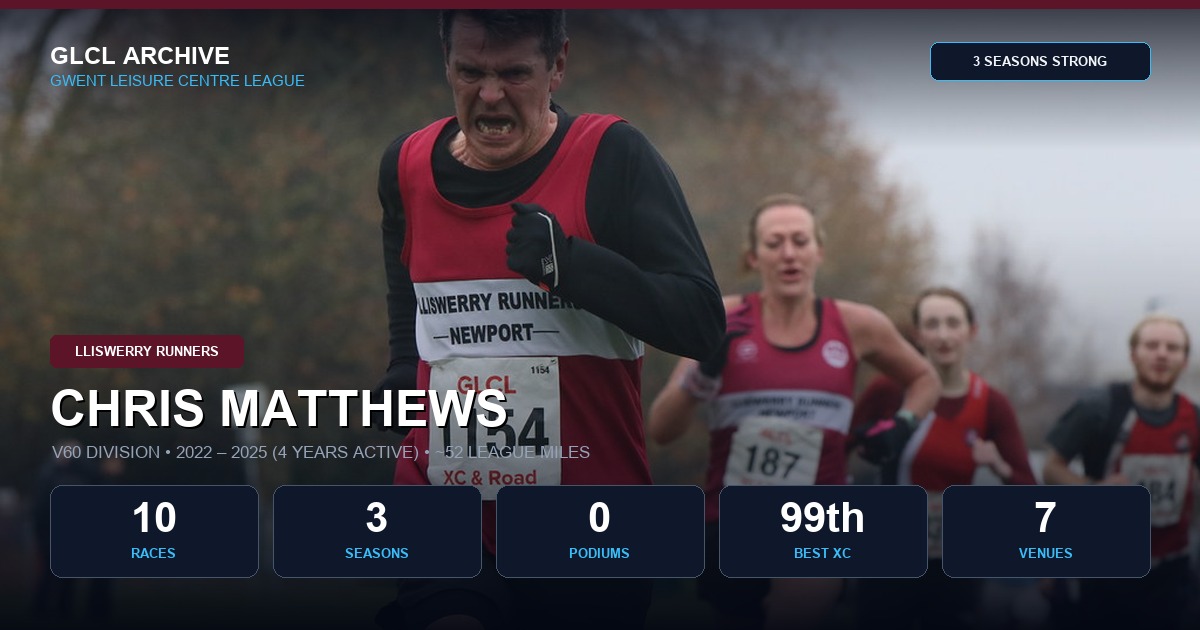 GLCL ARCHIVE
GWENT LEISURE CENTRE LEAGUE
3 SEASONS STRONG
LLISWERRY RUNNERS
NEWPORT
1154
GLCL
1154
XC & Road
187
LLISWERRY RUNNERS
CHRIS MATTHEWS
V60 DIVISION • 2022 – 2025 (4 YEARS ACTIVE) • ~52 LEAGUE MILES
10
RACES
3
SEASONS
0
PODIUMS
99th
BEST XC
7
VENUES